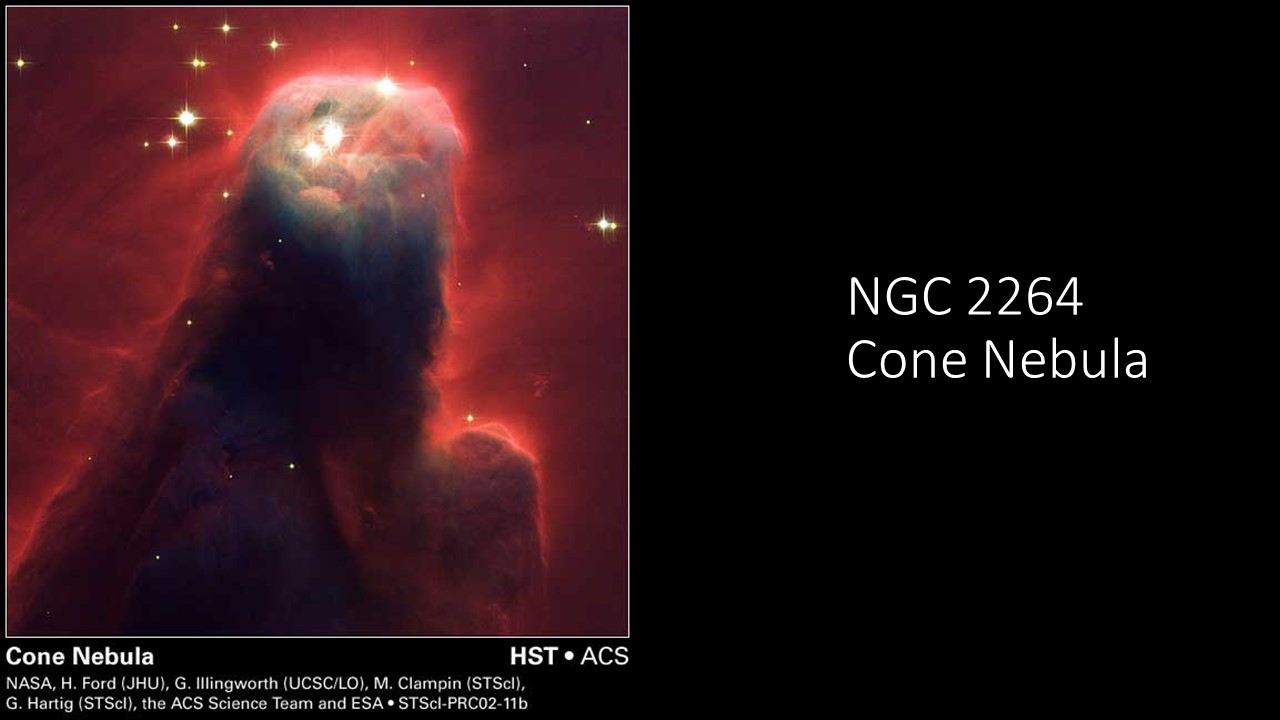 NGC 2264
Cone Nebula
Cone Nebula
HST • ACS
NASA, H. Ford (JHU), G. Illingworth (UCSC/LO), M. Clampin (STScI),
G. Hartig (STScI), the ACS Science Team and ESA • STScI-PRC02-11b